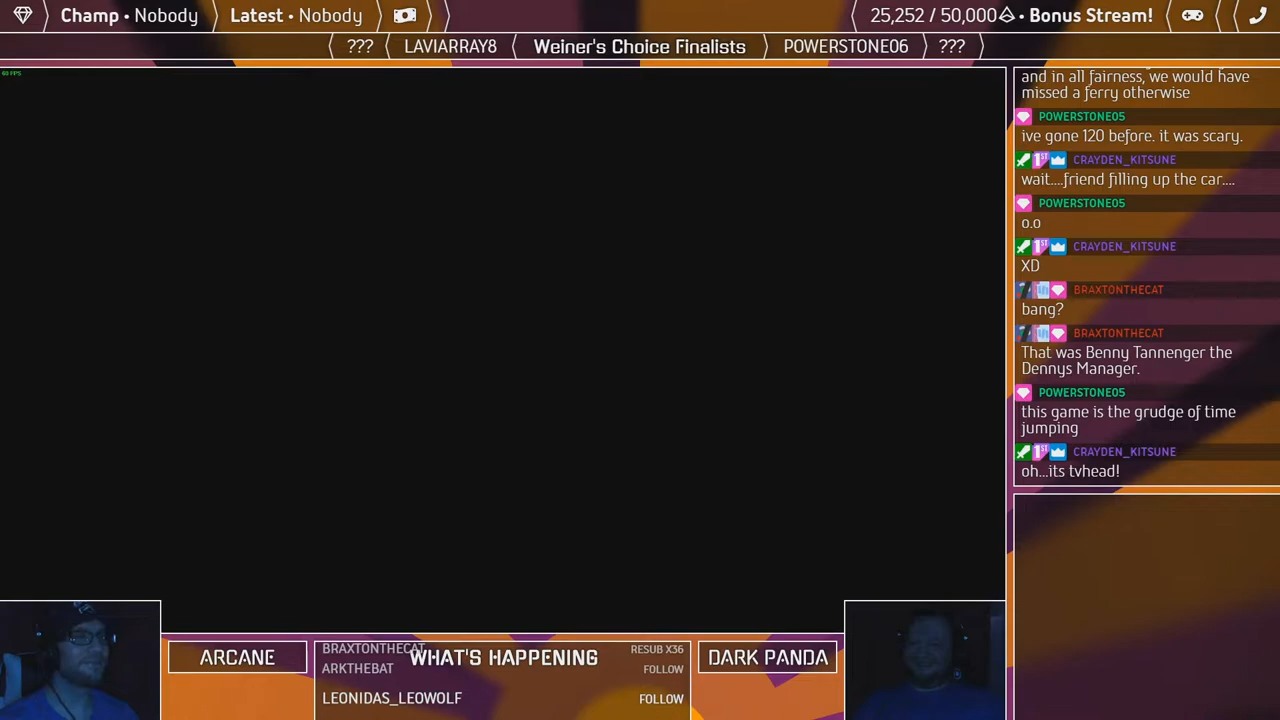 Champ • Nobody
Latest • Nobody
25,252 / 50,000 • Bonus Stream!
??? LAVIARRAY8 Weiner's Choice Finalists POWERSTONE06 ???
60 FPS
and in all fairness, we would have
missed a ferry otherwise
POWERSTONE05
ive gone 120 before. it was scary.
CRAYDEN_KITSUNE
wait....friend filling up the car....
POWERSTONE05
o.o
CRAYDEN_KITSUNE
XD
BRAXTONTHECAT
bang?
BRAXTONTHECAT
That was Benny Tannenger the
Dennys Manager.
POWERSTONE05
this game is the grudge of time
jumping
CRAYDEN_KITSUNE
oh...its tvhead!
ARCANE
WHAT'S HAPPENING
BRAXTONTHECAT RESUB X36
ARKTHEBAT FOLLOW
LEONIDAS_LEOWOLF FOLLOW
DARK PANDA